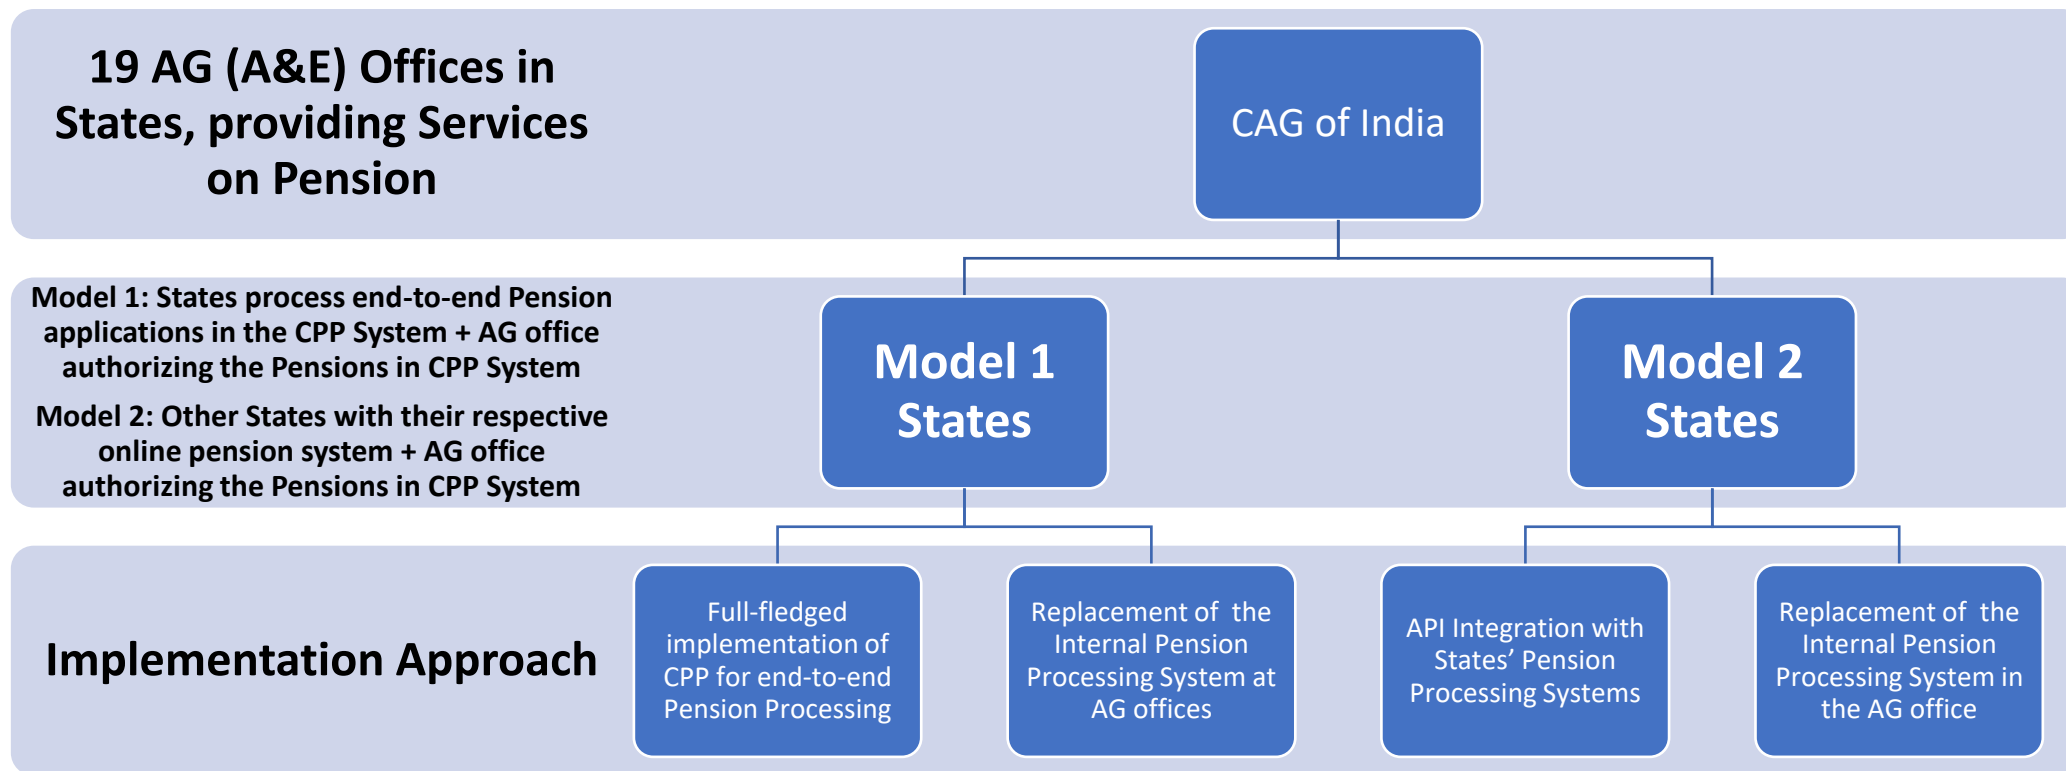 19 AG (A&E) Offices in
States, providing Services
on Pension
CAG of India
Model 1: States process end-to-end Pension
applications in the CPP System + AG office
authorizing the Pensions in CPP System
Model 2: Other States with their respective
online pension system + AG office
authorizing the Pensions in CPP System
Model 1
States
Model 2
States
Implementation Approach
Full-fledged
implementation of
CPP for end-to-end
Pension Processing
Replacement of the
Internal Pension
Processing System at
AG offices
API Integration with
States’ Pension
Processing Systems
Replacement of the
Internal Pension
Processing System in
the AG office